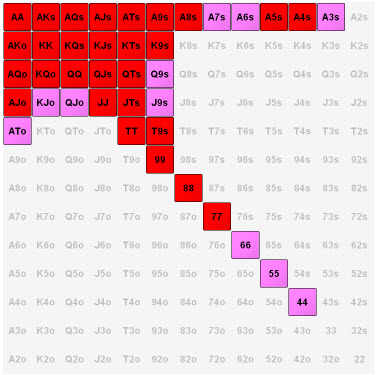 AA AKs AQs AJs ATs A9s A8s A7s A6s A5s A4s A3s A2s
AKo KK KQs KJs KTs K9s K8s K7s K6s K5s K4s K3s K2s
AQo KQo QQ QJs QTs Q9s Q8s Q7s Q6s Q5s Q4s Q3s Q2s
AJo KJo QJo JJ JTs J9s J8s J7s J6s J5s J4s J3s J2s
ATo KTo QTo JTo TT T9s T8s T7s T6s T5s T4s T3s T2s
A9o K9o Q9o J9o T9o 99 98s 97s 96s 95s 94s 93s 92s
A8o K8o Q8o J8o T8o 98o 88 87s 86s 85s 84s 83s 82s
A7o K7o Q7o J7o T7o 97o 87o 77 76s 75s 74s 73s 72s
A6o K6o Q6o J6o T6o 96o 86o 76o 66 65s 64s 63s 62s
A5o K5o Q5o J5o T5o 95o 85o 75o 65o 55 54s 53s 52s
A4o K4o Q4o J4o T4o 94o 84o 74o 64o 54o 44 43s 42s
A3o K3o Q3o J3o T3o 93o 83o 73o 63o 53o 43o 33 32s
A2o K2o Q2o J2o T2o 92o 82o 72o 62o 52o 42o 32o 22